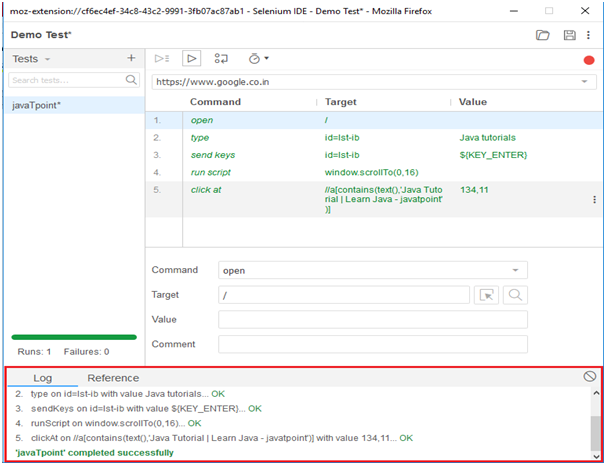 moz-extension://cf6ec4ef-34c8-43c2-9991-3fb07ac87ab1 - Selenium IDE - Demo Test* - Mozilla Firefox
Demo Test*
Tests
Search tests...
javaTpoint*
https://www.google.co.in
Command Target Value
1. open /
2. type id=lst-ib Java tutorials
3. send keys id=lst-ib ${KEY_ENTER}
4. run script window.scrollTo(0,16)
5. click at //a[contains(text(),'Java Tuto 134,11
rial | Learn Java - javatpoint'
)]
Command open
Target /
Value
Comment
Runs: 1 Failures: 0
Log Reference
2. type on id=lst-ib with value Java tutorials... OK
3. sendKeys on id=lst-ib with value ${KEY_ENTER}... OK
4. runScript on window.scrollTo(0,16)... OK
5. clickAt on //a[contains(text(),'Java Tutorial | Learn Java - javatpoint')] with value 134,11... OK
'javaTpoint' completed successfully